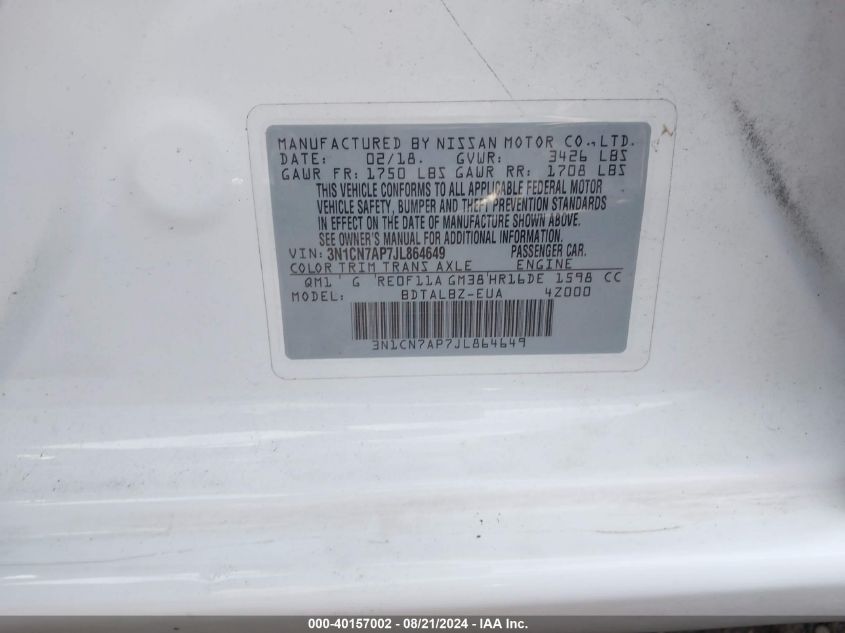 MANUFACTURED BY NISSAN MOTOR CO., LTD.
DATE: 02/18. GVWR: 3426 LBS
GAWR FR: 1750 LBS GAWR RR: 1708 LBS
THIS VEHICLE CONFORMS TO ALL APPLICABLE FEDERAL MOTOR
VEHICLE SAFETY, BUMPER AND THEFT PREVENTION STANDARDS
IN EFFECT ON THE DATE OF MANUFACTURE SHOWN ABOVE.
SEE OWNER'S MANUAL FOR ADDITIONAL INFORMATION.
VIN: 3N1CN7AP7JL864649 PASSENGER CAR.
COLOR TRIM TRANS AXLE ENGINE
QM1' G 'RE0F11A GM38'HR16DE 1598 CC
MODEL: BDTALBZ-EUA 4Z000
3N1CN7AP7JL864649
000-40157002 - 08/21/2024 - IAA Inc.